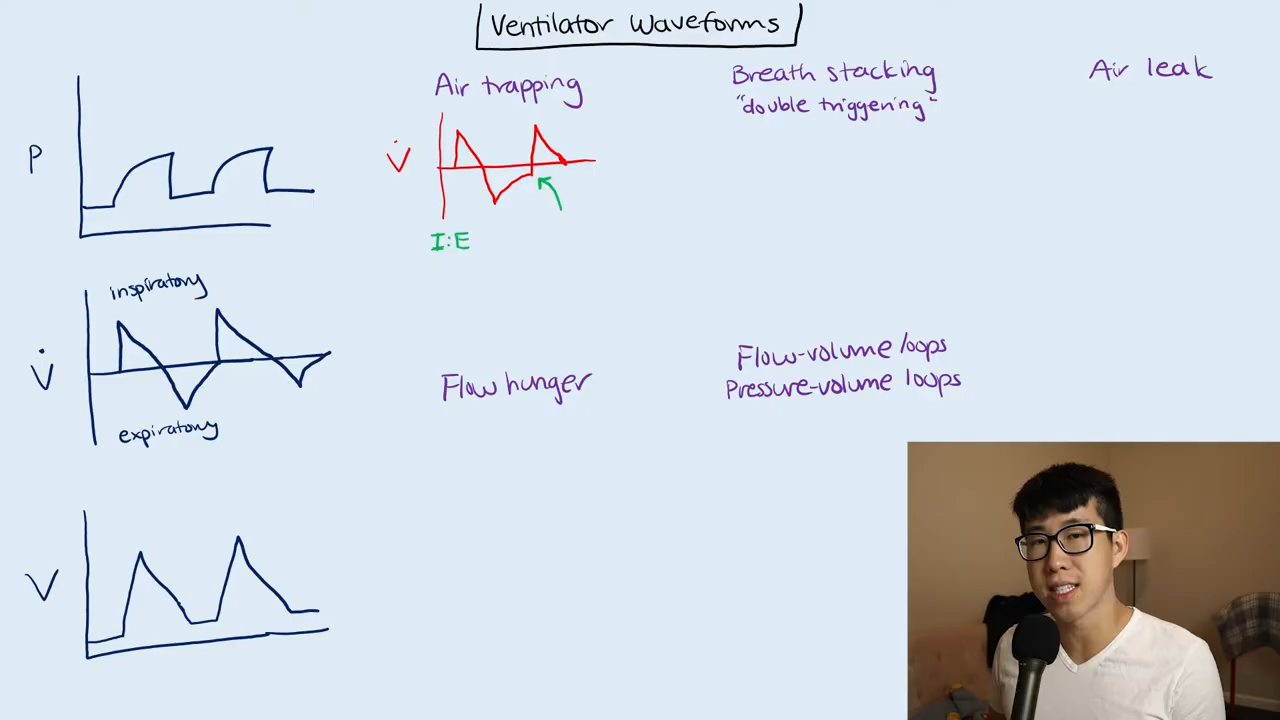 Ventilator Waveforms
Air trapping
Breath stacking
"double triggering"
Air leak
P
V̇
I:E
inspiratory
V̇
expiratory
Flow hunger
Flow-volume loops
Pressure-volume loops
V